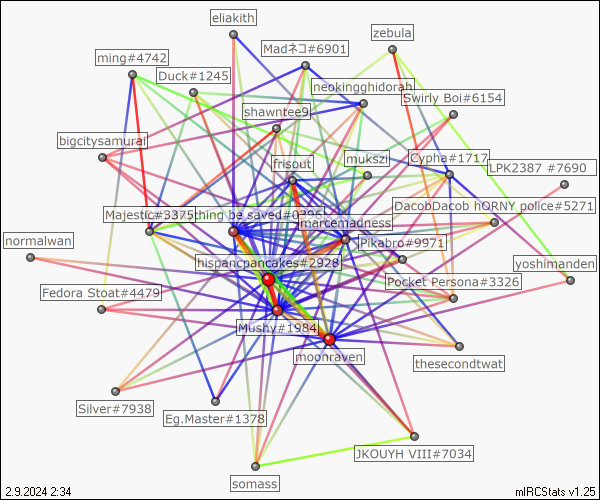 eliakith
zebula
Madネコ#6901
ming#4742
Duck#1245
neokingghidorah
Swirly Boi#6154
shawntee9
bigcitysamurai
mukszi
Cypha#1717
frisout
LPK2387 #7690
DacobDacob hQRNY police#5271
Majestic#3375
ching be saved#0396
marcemadness
normalwan
Pikabro#9971
hispancpancakes#2928
yoshimanden
Pocket Persona#3326
Fedora Stoat#4479
Mushy#1984
moonraven
thesecondtwat
Silver#7938
Eg.Master#1378
JKOUYH VIII#7034
somass
2.9.2024 2:34
mIRCStats v1.25